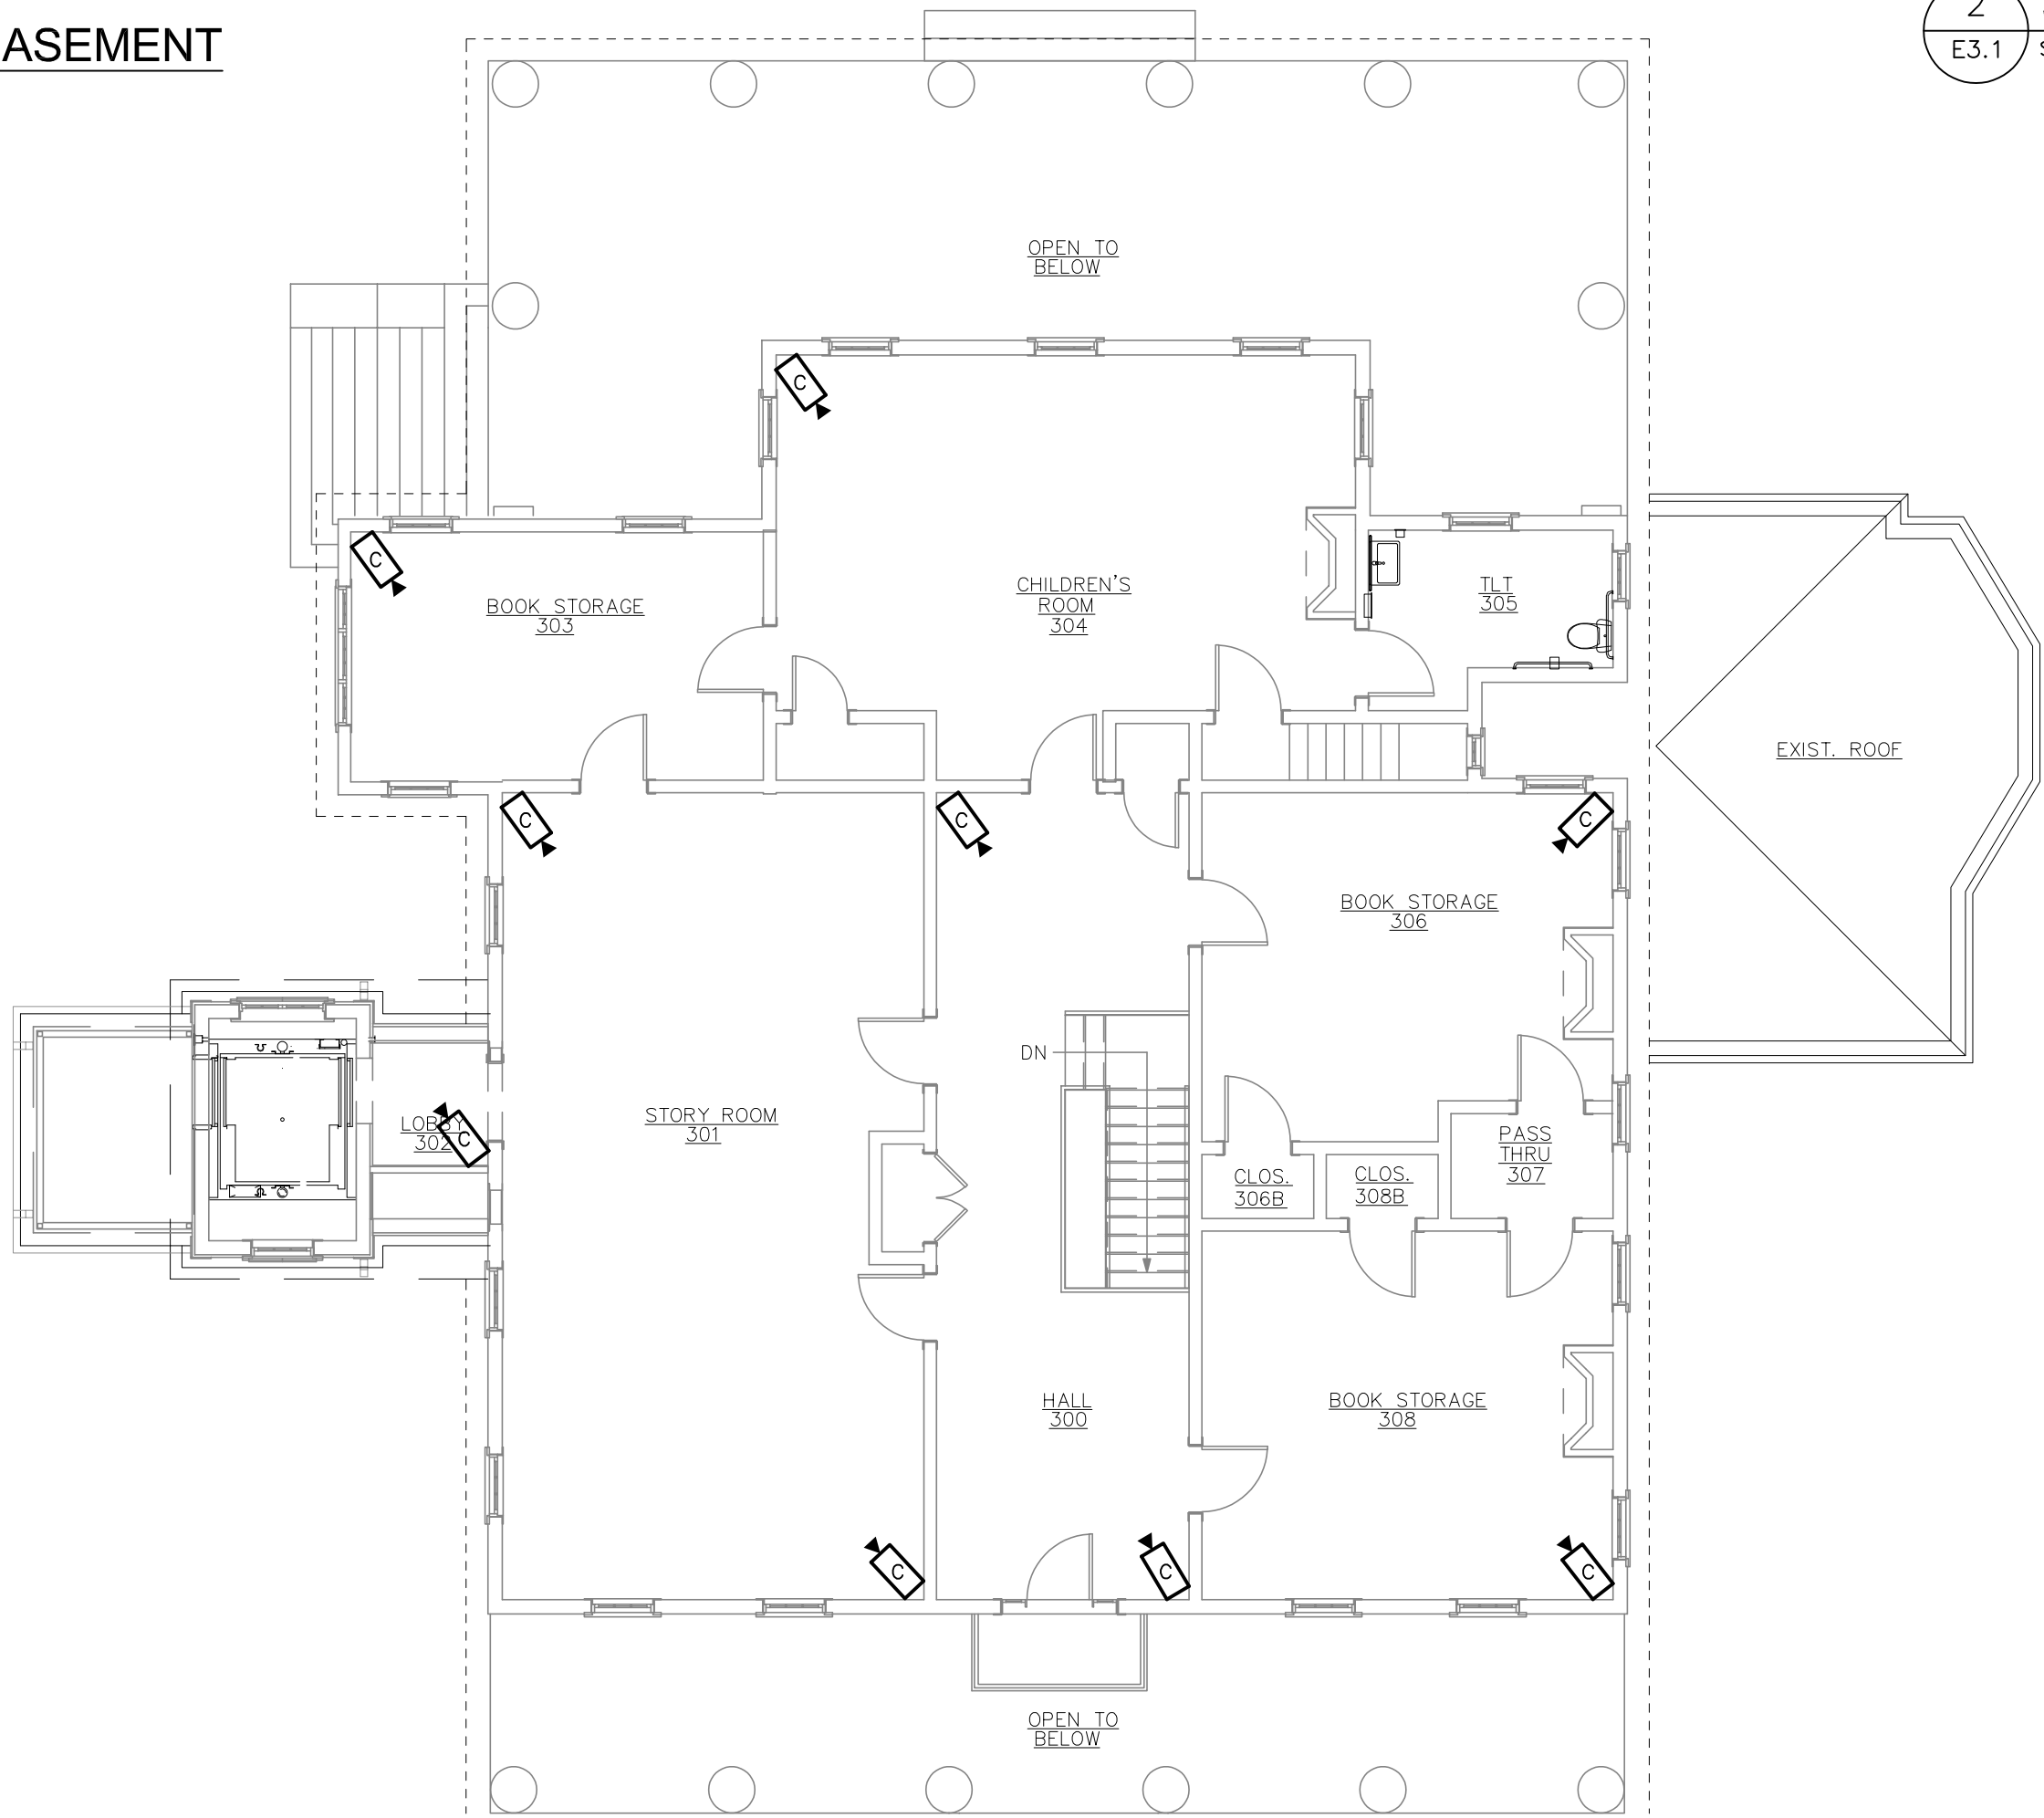 ASEMENT
2
E3.1
OPEN TO
BELOW
C
C
BOOK STORAGE
303
CHILDREN'S
ROOM
304
TLT
305
EXIST. ROOF
C
C
C
BOOK STORAGE
306
DN
STORY ROOM
301
LOBBY
302
C
PASS
THRU
307
CLOS.
306B
CLOS.
308B
HALL
300
BOOK STORAGE
308
C
C
C
OPEN TO
BELOW